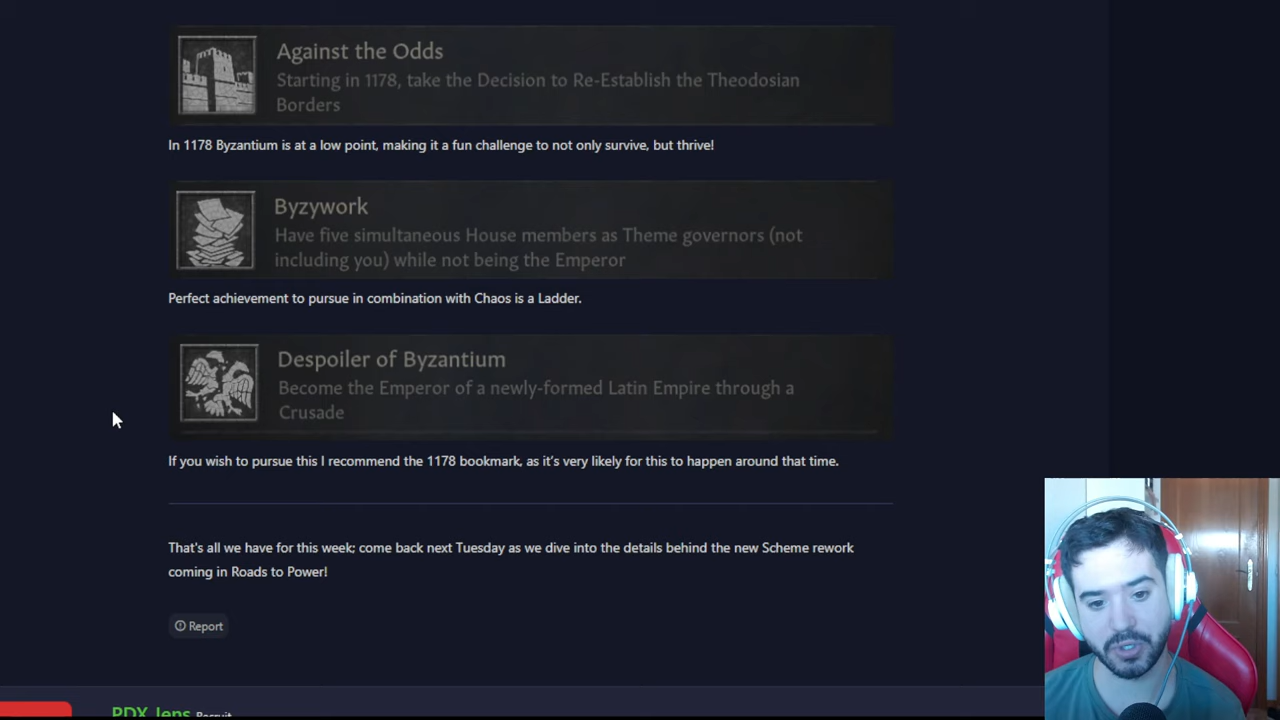 Against the Odds
Starting in 1178, take the Decision to Re-Establish the Theodosian
Borders
In 1178 Byzantium is at a low point, making it a fun challenge to not only survive, but thrive!
Byzywork
Have five simultaneous House members as Theme governors (not
including you) while not being the Emperor
Perfect achievement to pursue in combination with Chaos is a Ladder.
Despoiler of Byzantium
Become the Emperor of a newly-formed Latin Empire through a
Crusade
If you wish to pursue this I recommend the 1178 bookmark, as it’s very likely for this to happen around that time.
That's all we have for this week; come back next Tuesday as we dive into the details behind the new Scheme rework
coming in Roads to Power!
Report
PDX Jens Recruit